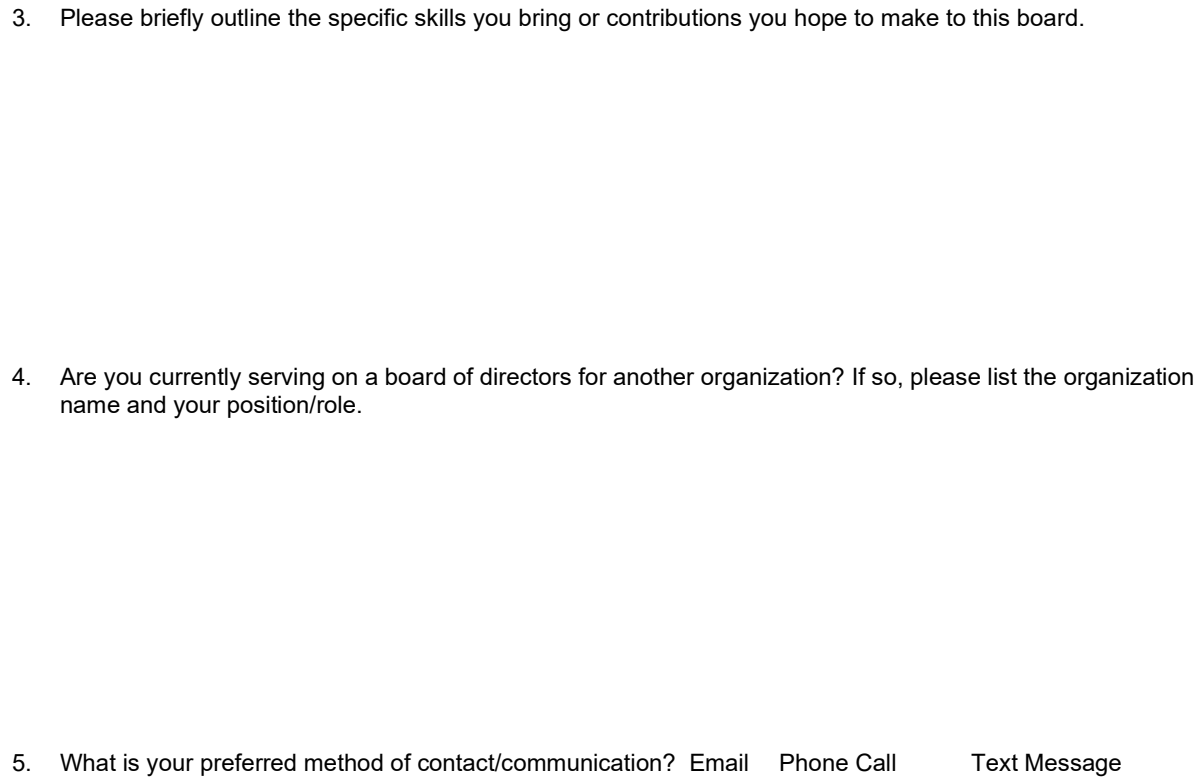 3. Please briefly outline the specific skills you bring or contributions you hope to make to this board.
4. Are you currently serving on a board of directors for another organization? If so, please list the organization
name and your position/role.
5. What is your preferred method of contact/communication? Email Phone Call Text Message